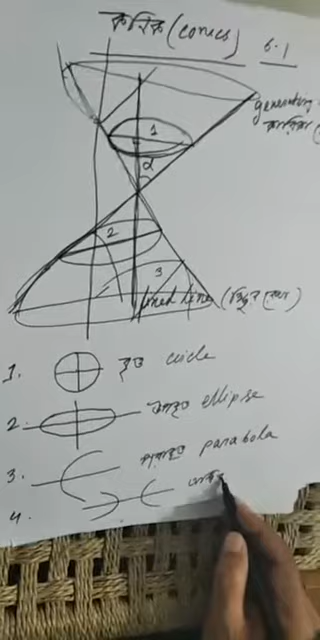 কনিক (conics) 6.1
generating
1
α
2
3
fixed line (স্থির রেখা)
1. বৃত্ত circle
2. উপবৃত্ত ellipse
3. পরাবৃত্ত parabola
4.